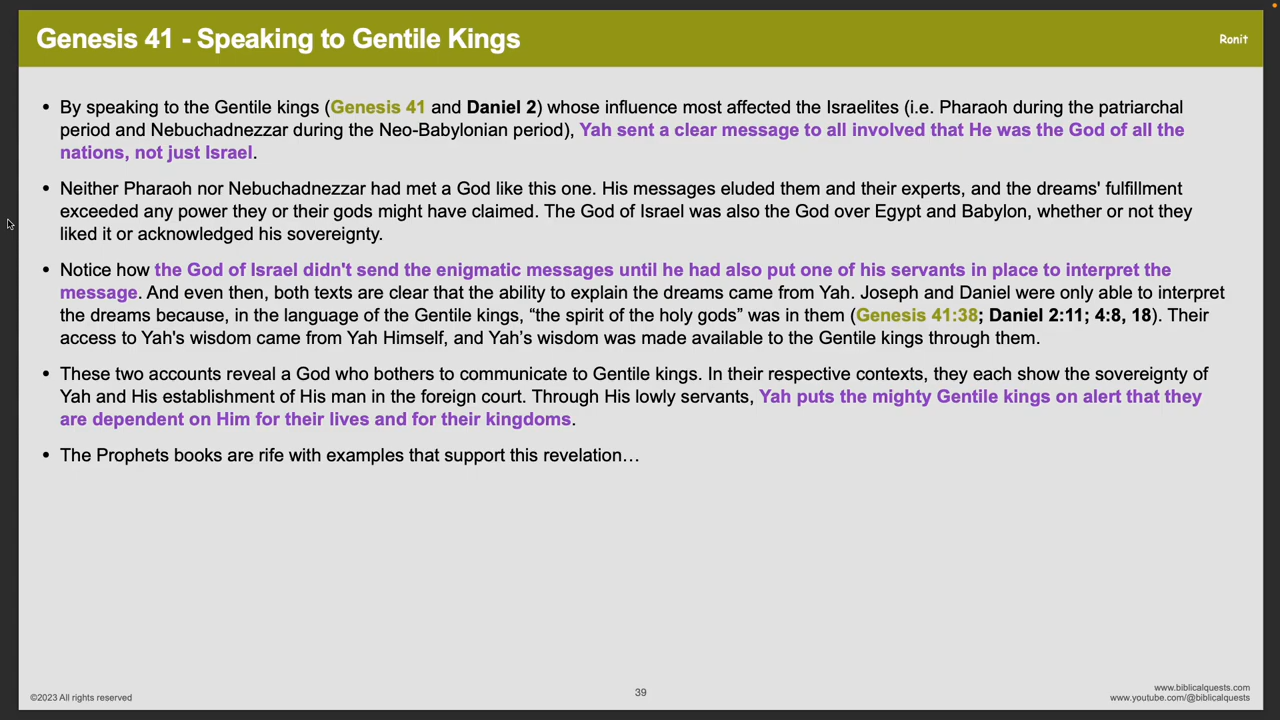 Genesis 41 - Speaking to Gentile Kings
Ronit
• By speaking to the Gentile kings (Genesis 41 and Daniel 2) whose influence most affected the Israelites (i.e. Pharaoh during the patriarchal
period and Nebuchadnezzar during the Neo-Babylonian period), Yah sent a clear message to all involved that He was the God of all the
nations, not just Israel.
• Neither Pharaoh nor Nebuchadnezzar had met a God like this one. His messages eluded them and their experts, and the dreams' fulfillment
exceeded any power they or their gods might have claimed. The God of Israel was also the God over Egypt and Babylon, whether or not they
liked it or acknowledged his sovereignty.
• Notice how the God of Israel didn't send the enigmatic messages until he had also put one of his servants in place to interpret the
message. And even then, both texts are clear that the ability to explain the dreams came from Yah. Joseph and Daniel were only able to interpret
the dreams because, in the language of the Gentile kings, “the spirit of the holy gods” was in them (Genesis 41:38; Daniel 2:11; 4:8, 18). Their
access to Yah's wisdom came from Yah Himself, and Yah’s wisdom was made available to the Gentile kings through them.
• These two accounts reveal a God who bothers to communicate to Gentile kings. In their respective contexts, they each show the sovereignty of
Yah and His establishment of His man in the foreign court. Through His lowly servants, Yah puts the mighty Gentile kings on alert that they
are dependent on Him for their lives and for their kingdoms.
• The Prophets books are rife with examples that support this revelation…
©2023 All rights reserved
39
www.biblicalquests.com
www.youtube.com/@biblicalquests